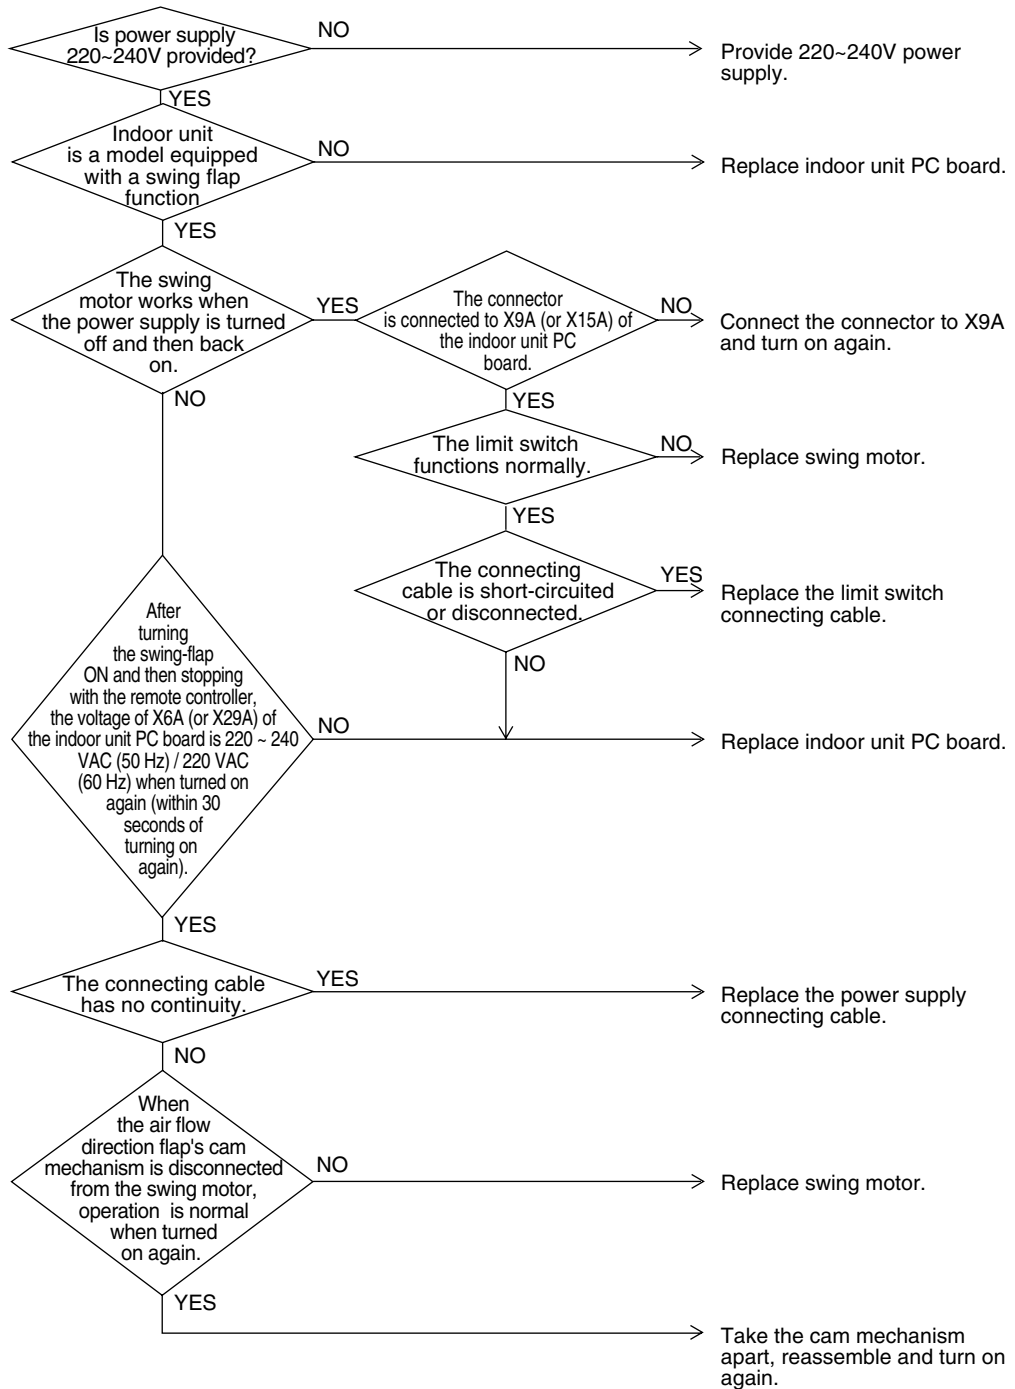 Is power supply
220~240V provided?
NO
Provide 220~240V power
supply.
YES
Indoor unit
is a model equipped
with a swing flap
function
NO
Replace indoor unit PC board.
YES
The swing
motor works when
the power supply is turned
off and then back
on.
YES
The connector
is connected to X9A (or X15A) of
the indoor unit PC
board.
NO
Connect the connector to X9A
and turn on again.
NO
YES
The limit switch
functions normally.
NO
Replace swing motor.
YES
The connecting
cable is short-circuited
or disconnected.
YES
Replace the limit switch
connecting cable.
NO
After
turning
the swing-flap
ON and then stopping
with the remote controller,
the voltage of X6A (or X29A) of
the indoor unit PC board is 220 ~ 240
VAC (50 Hz) / 220 VAC
(60 Hz) when turned on
again (within 30
seconds of
turning on
again).
NO
Replace indoor unit PC board.
YES
The connecting cable
has no continuity.
YES
Replace the power supply
connecting cable.
NO
When
the air flow
direction flap's cam
mechanism is disconnected
from the swing motor,
operation is normal
when turned
on again.
NO
Replace swing motor.
YES
Take the cam mechanism
apart, reassemble and turn on
again.